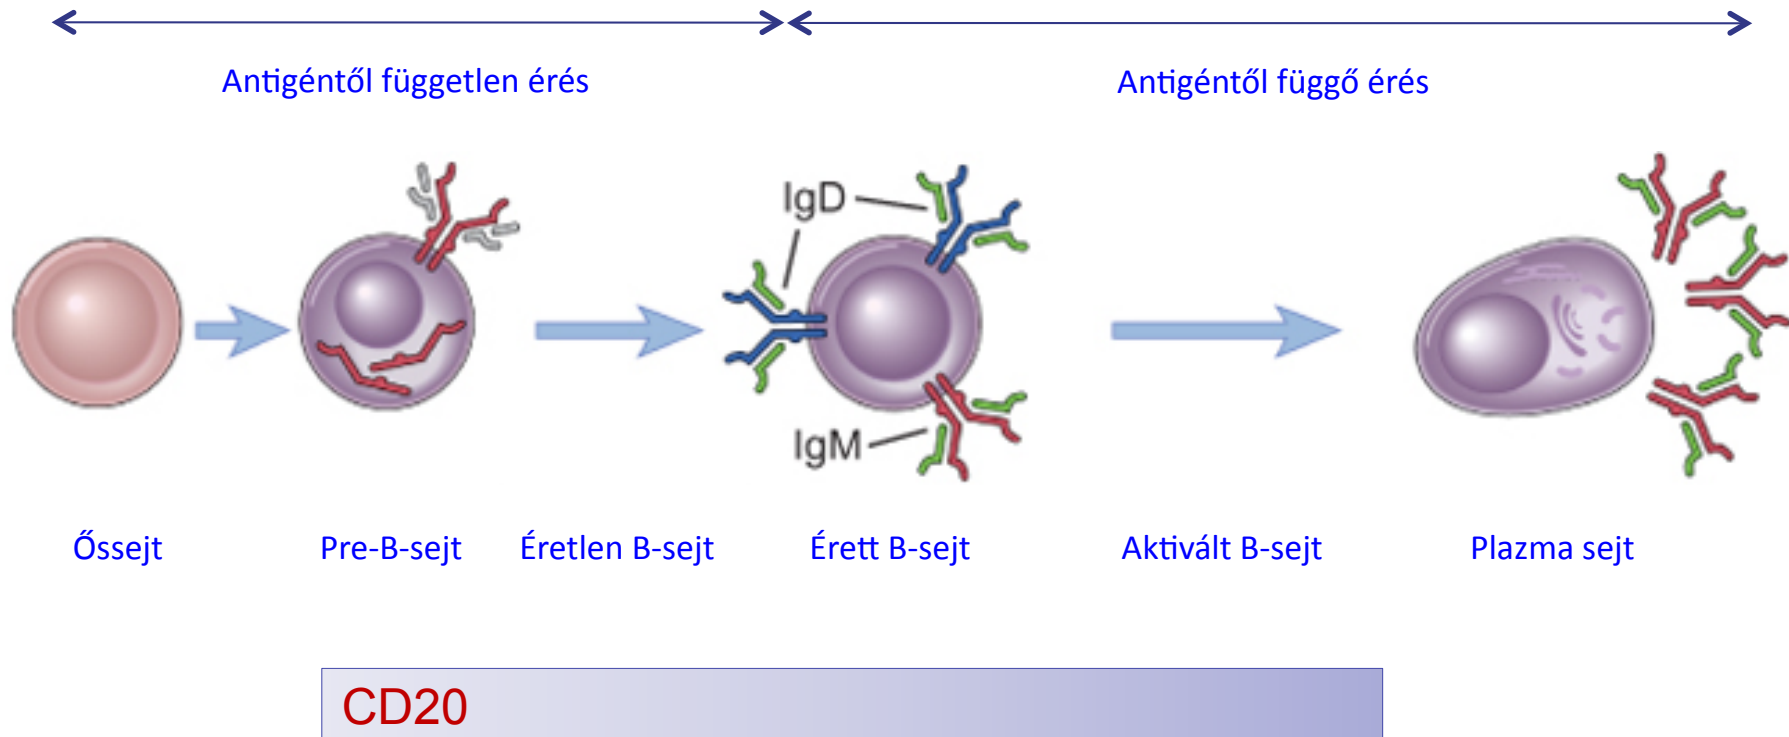 Antigéntől független érés
Antigéntől függő érés
IgD
IgM
Őssejt
Pre-B-sejt
Éretlen B-sejt
Érett B-sejt
Aktivált B-sejt
Plazma sejt
CD20